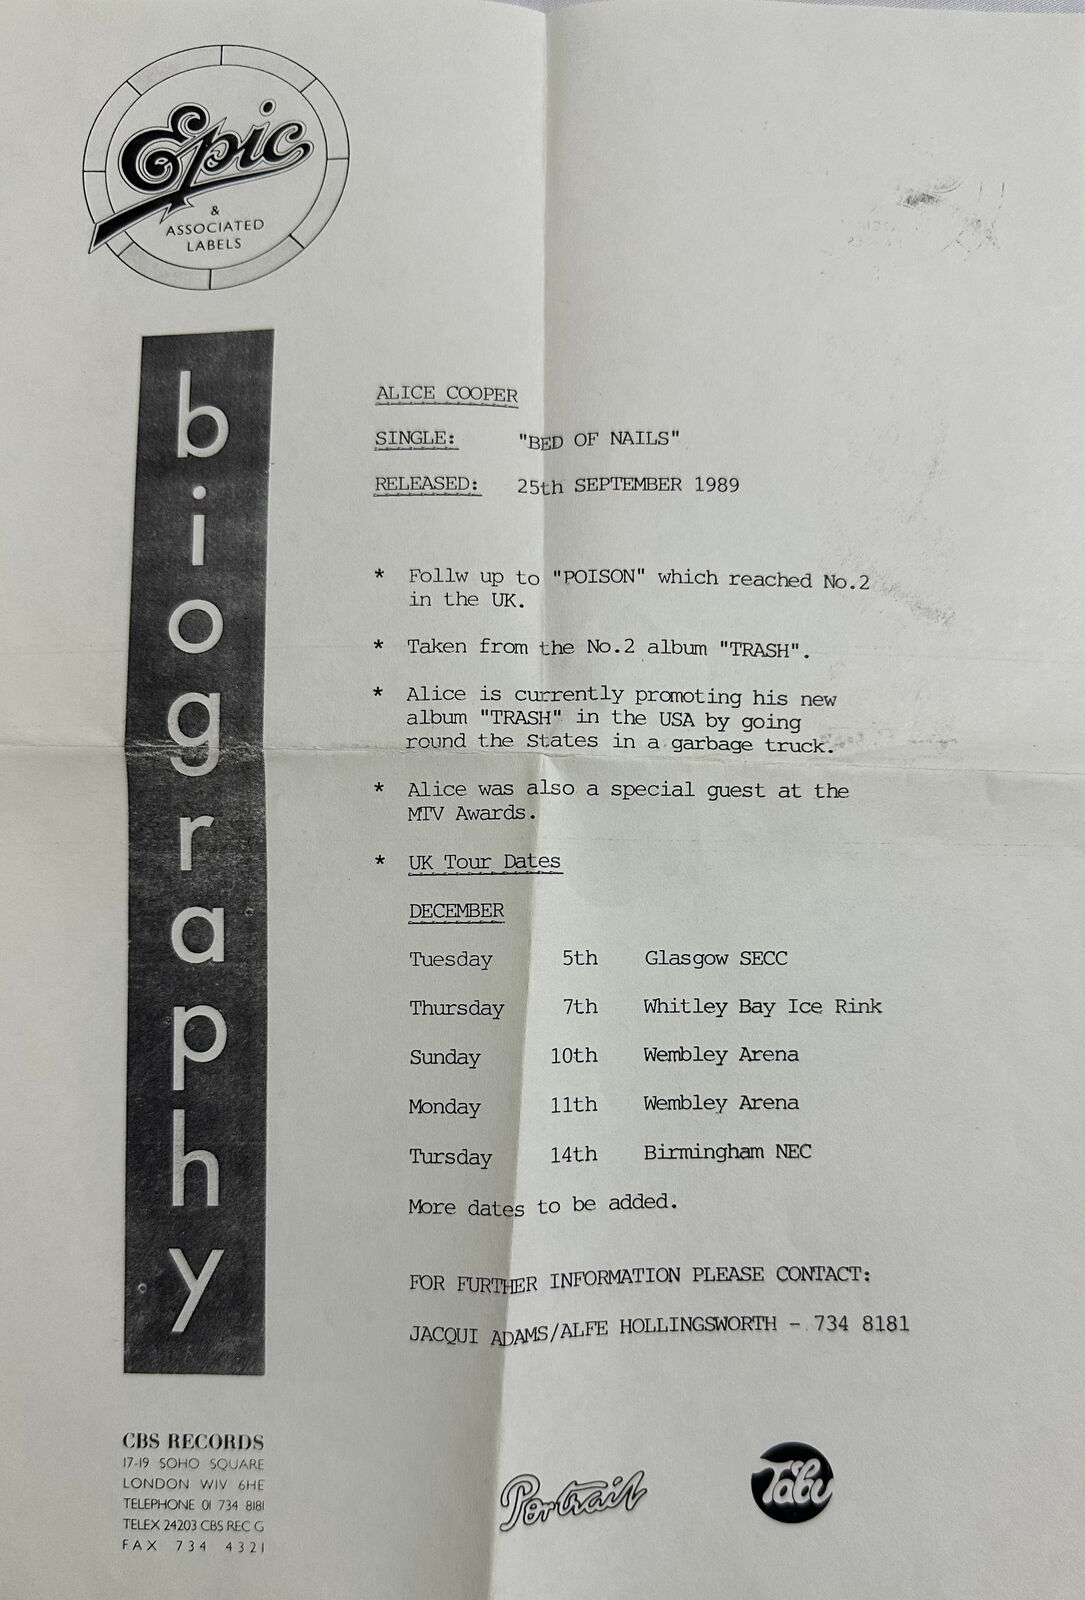 Epic
&
ASSOCIATED
LABELS
biography
ALICE COOPER
SINGLE: "BED OF NAILS"
RELEASED: 25th SEPTEMBER 1989
* Follw up to "POISON" which reached No.2
in the UK.
* Taken from the No.2 album "TRASH".
* Alice is currently promoting his new
album "TRASH" in the USA by going
round the States in a garbage truck.
* Alice was also a special guest at the
MTV Awards.
* UK Tour Dates
DECEMBER
Tuesday 5th Glasgow SECC
Thursday 7th Whitley Bay Ice Rink
Sunday 10th Wembley Arena
Monday 11th Wembley Arena
Tursday 14th Birmingham NEC
More dates to be added.
FOR FURTHER INFORMATION PLEASE CONTACT:
JACQUI ADAMS/ALFE HOLLINGSWORTH - 734 8181
CBS RECORDS
17-19 SOHO SQUARE
LONDON W1V 6HE
TELEPHONE 01 734 8181
TELEX 24203 CBS REC G
FAX 734 4321
Portrait
Tabu